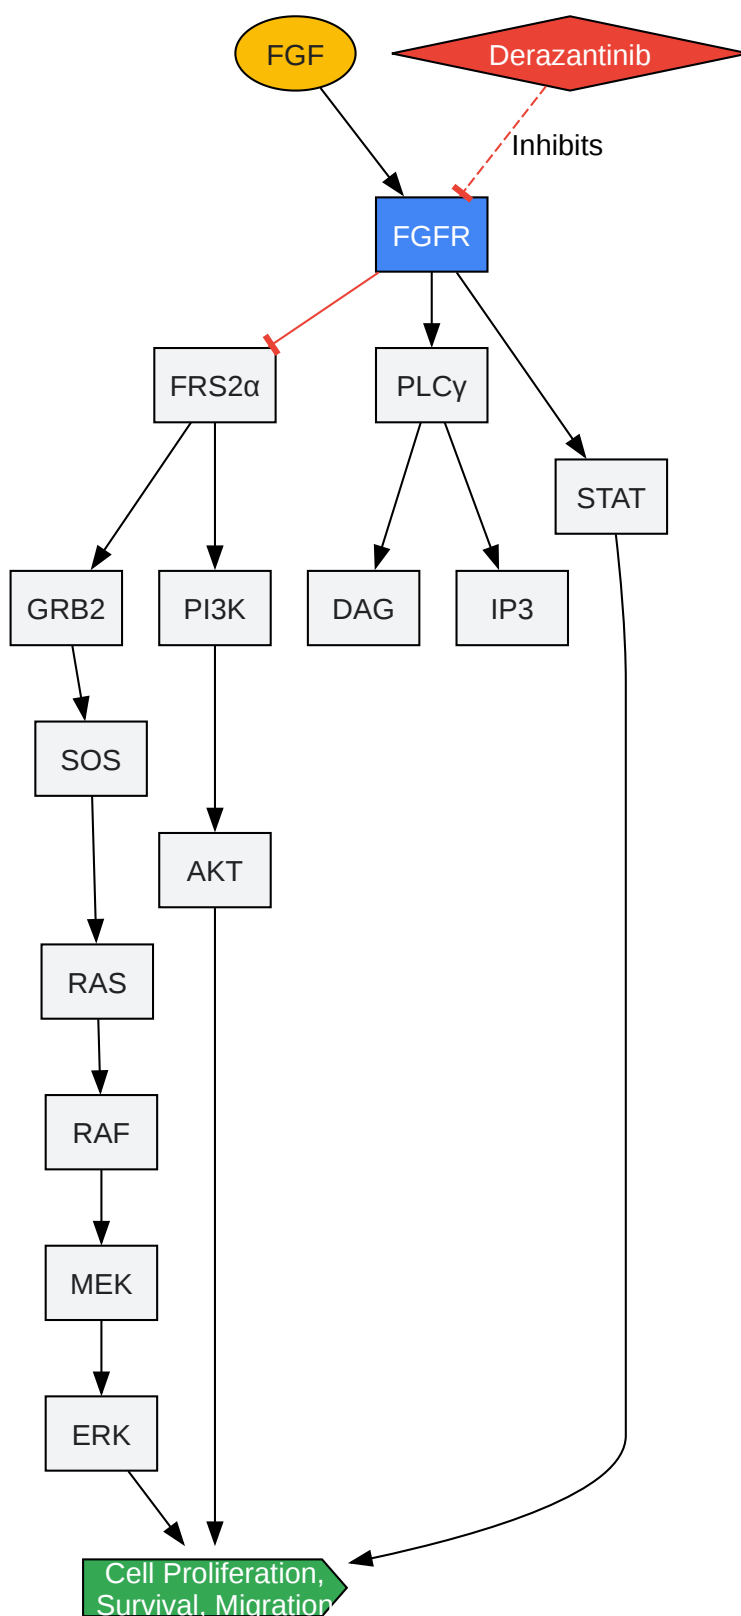 FGF
Derazantinib
Inhibits
FGFR
FRS2α
PLCγ
STAT
GRB2
PI3K
DAG
IP3
SOS
AKT
RAS
RAF
MEK
ERK
Cell Proliferation,
Survival, Migration